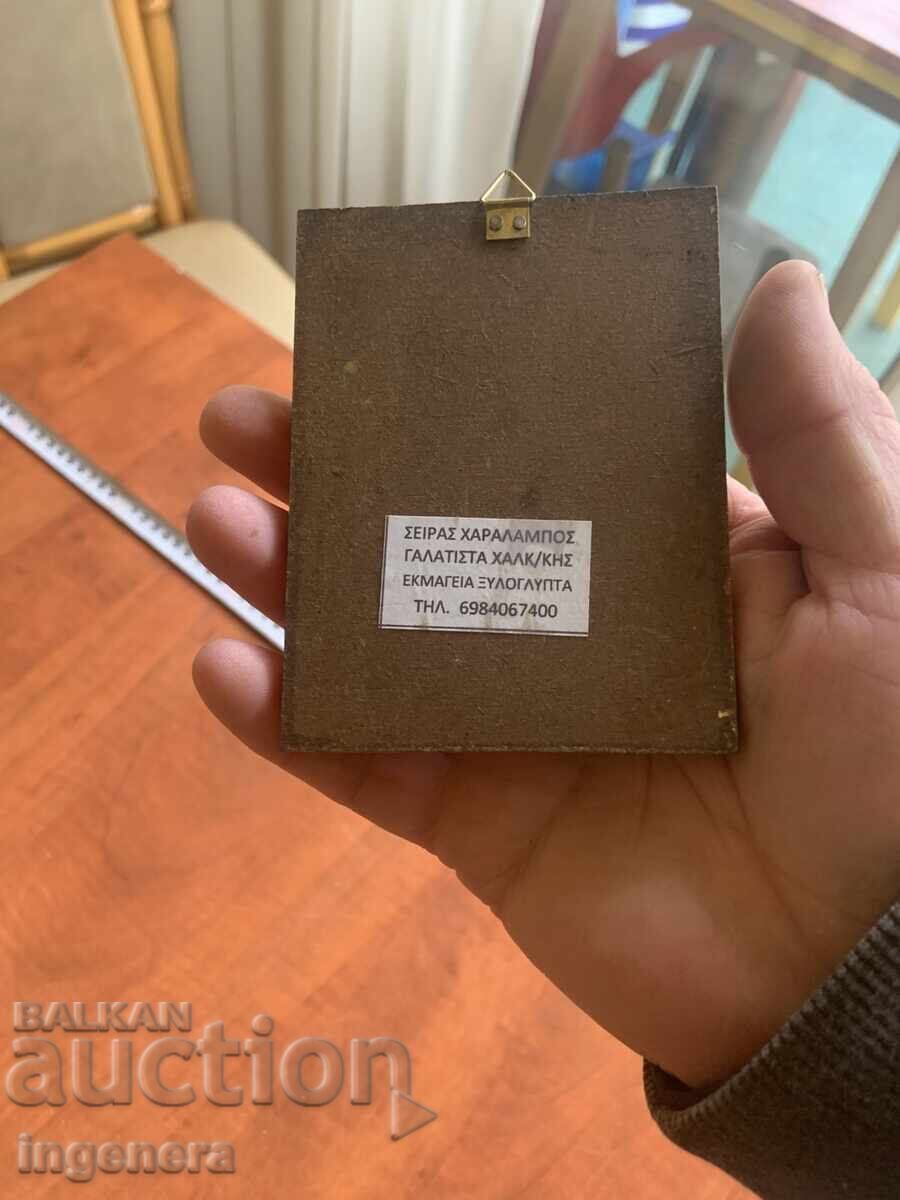 ΣΕΙΡΑΣ ΧΑΡΑΛΑΜΠΟΣ
ΓΑΛΑΤΙΣΤΑ ΧΑΛΚ/ΚΗΣ
ΕΚΜΑΓΕΙΑ ΞΥΛΟΓΛΥΠΤΑ
ΤΗΛ. 6984067400
BALKAN
auction
ingenera